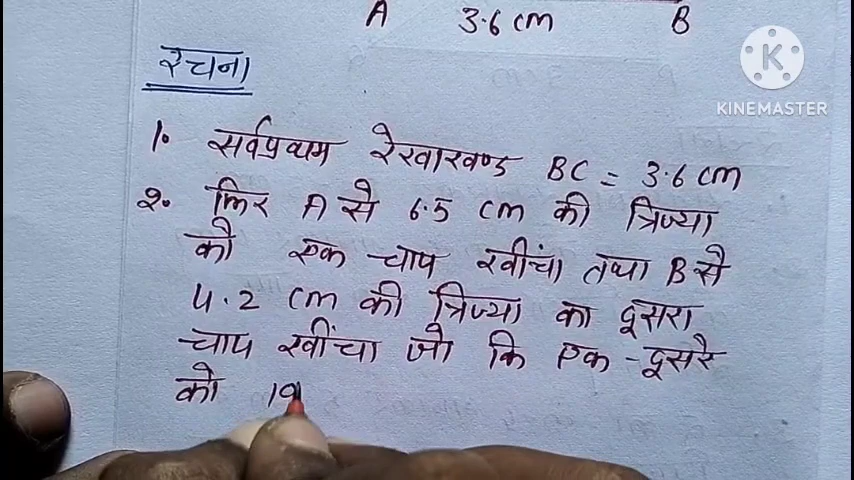 A 3.6 cm B
रचना
KINEMASTER
1. सर्वप्रथम रेखाखण्ड BC = 3.6 cm
2. फिर A से 6.5 cm की त्रिज्या
को एक चाप खींचा तथा B से
4.2 cm की त्रिज्या का दूसरा
चाप खींचा जो कि एक-दूसरे
को